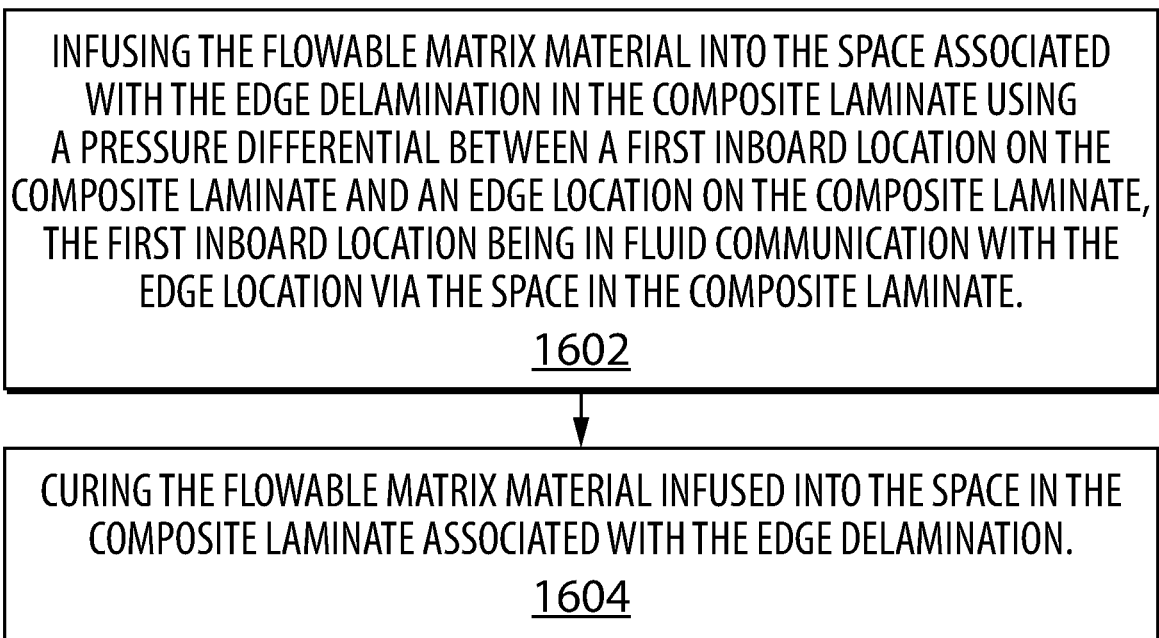 INFUSING THE FLOWABLE MATRIX MATERIAL INTO THE SPACE ASSOCIATED
WITH THE EDGE DELAMINATION IN THE COMPOSITE LAMINATE USING
A PRESSURE DIFFERENTIAL BETWEEN A FIRST INBOARD LOCATION ON THE
COMPOSITE LAMINATE AND AN EDGE LOCATION ON THE COMPOSITE LAMINATE,
THE FIRST INBOARD LOCATION BEING IN FLUID COMMUNICATION WITH THE
EDGE LOCATION VIA THE SPACE IN THE COMPOSITE LAMINATE.
1602
CURING THE FLOWABLE MATRIX MATERIAL INFUSED INTO THE SPACE IN THE
COMPOSITE LAMINATE ASSOCIATED WITH THE EDGE DELAMINATION.
1604